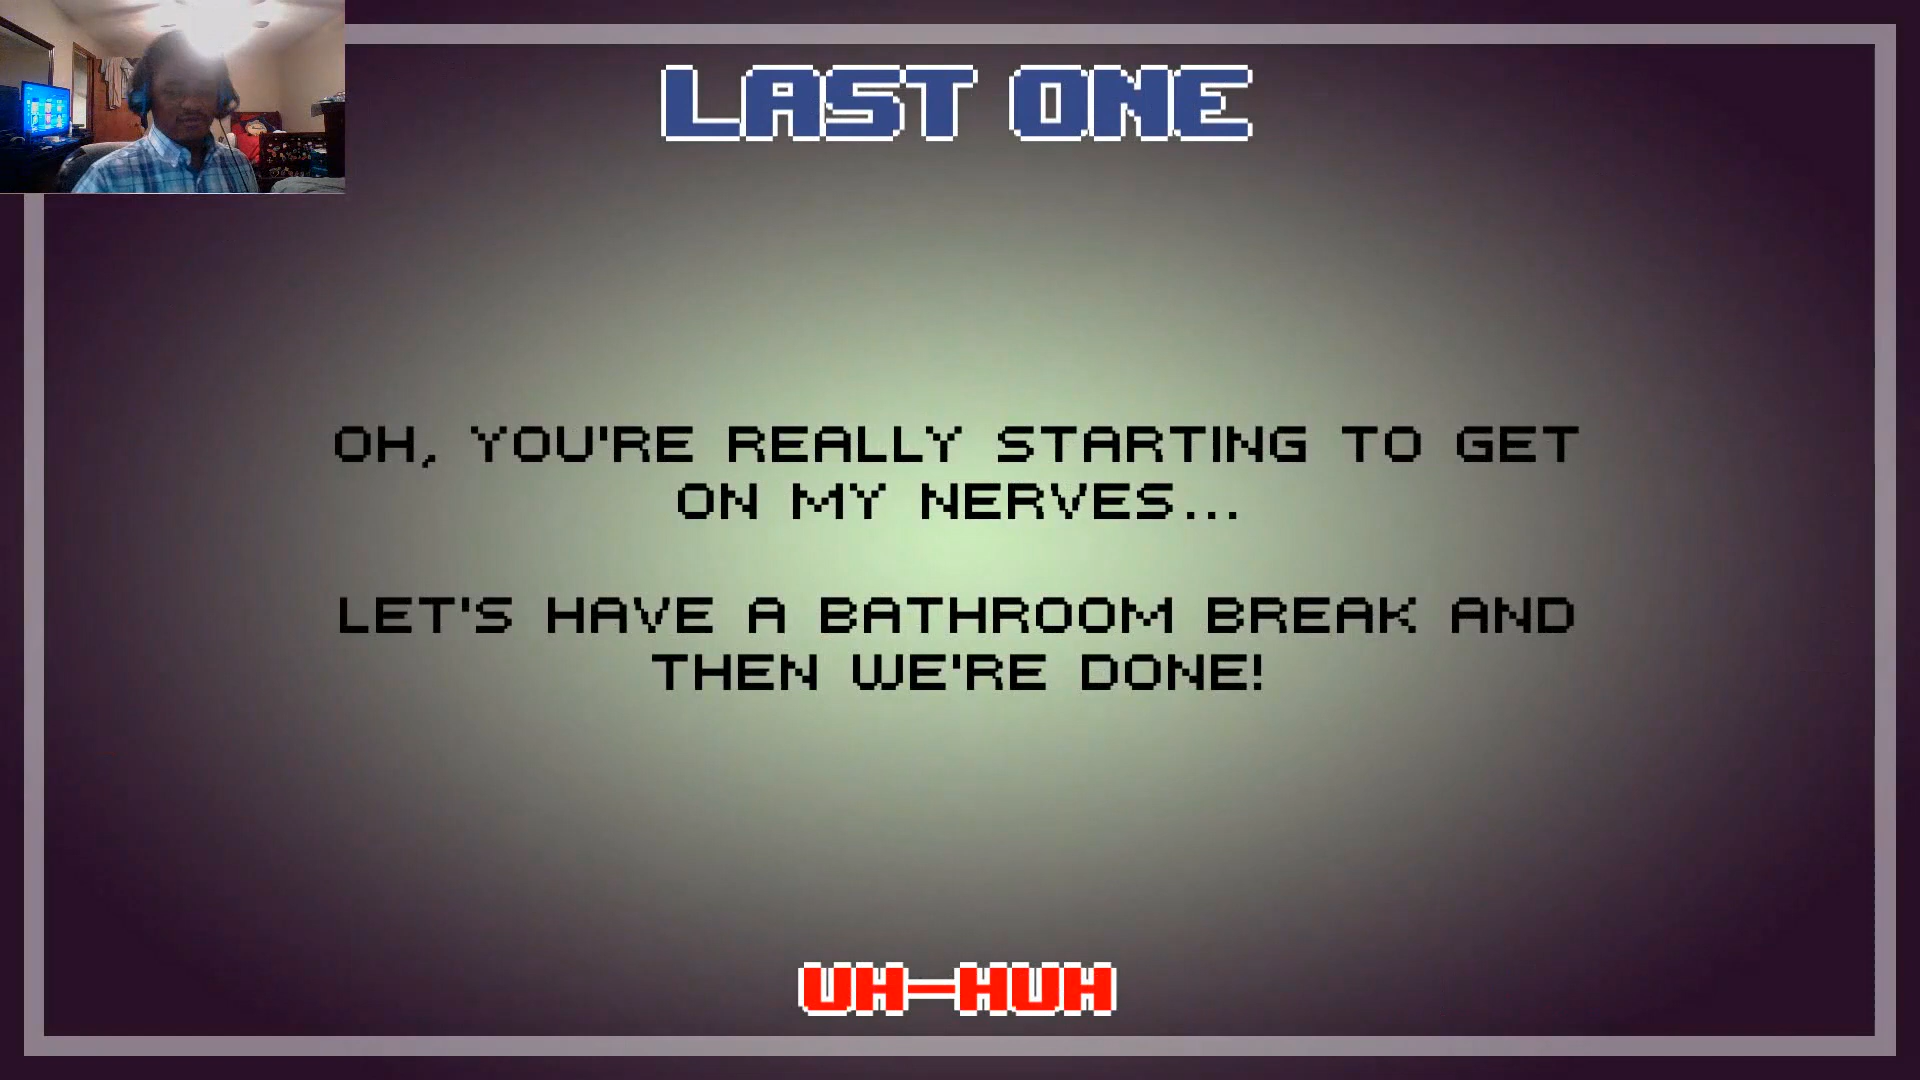 LAST ONE
OH, YOU'RE REALLY STARTING TO GET
ON MY NERVES...
LET'S HAVE A BATHROOM BREAK AND
THEN WE'RE DONE!
UH-HUH